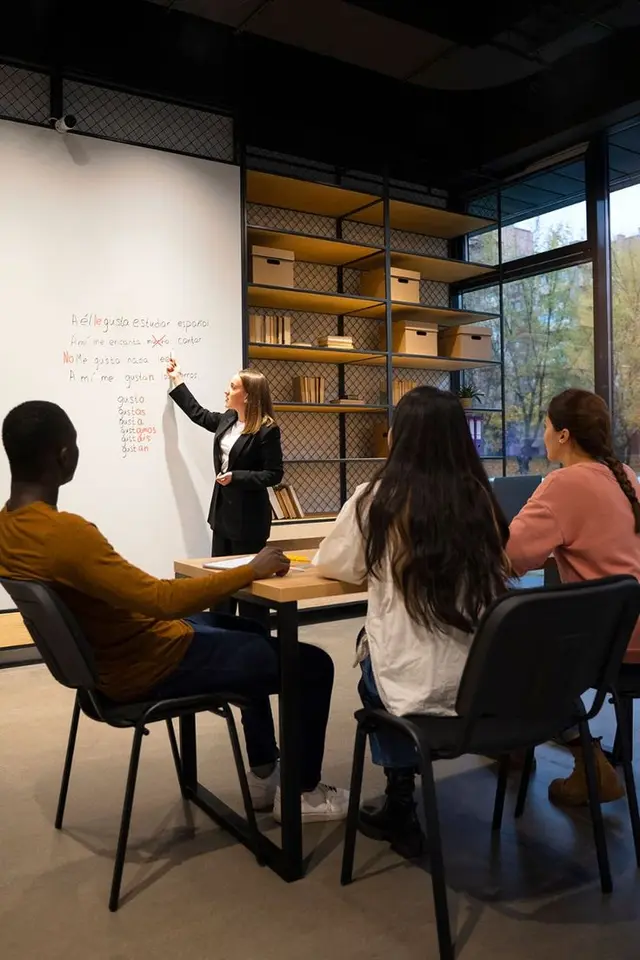 A él le gusta estudiar español
A mí me encanta cantar
No Me gusta nada
A mí me gustan
gusto
gustas
gusta
gustamos
gustáis
gustan